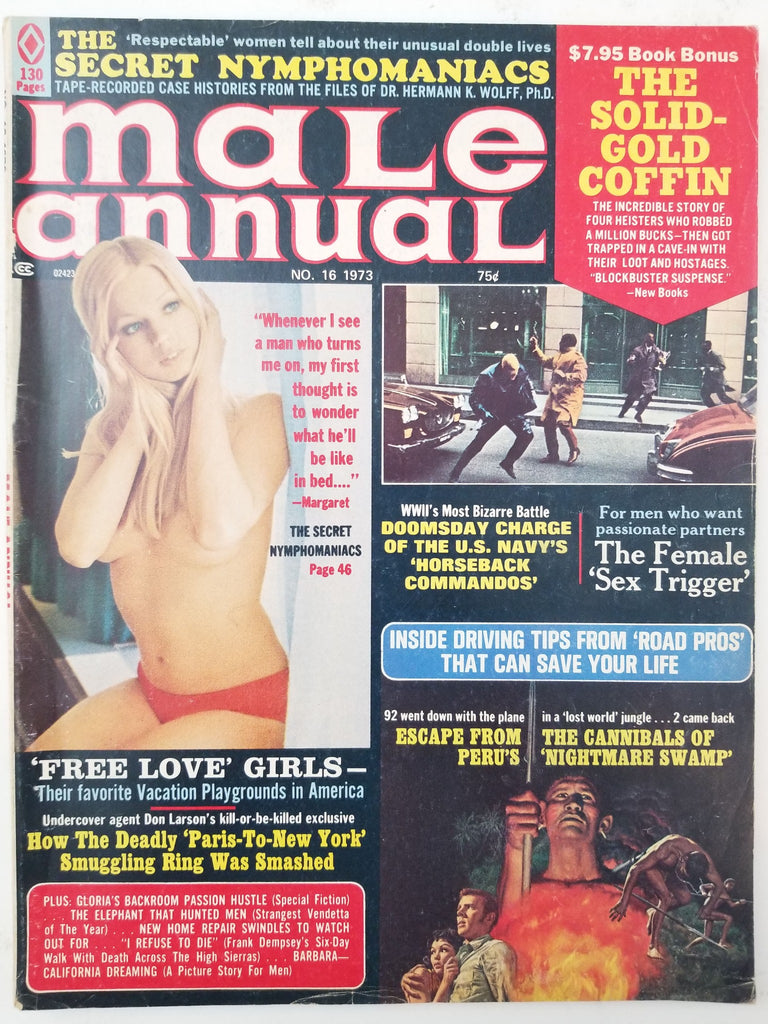 130
Pages
THE 'Respectable' women tell about their unusual double lives
SECRET NYMPHOMANIACS
TAPE-RECORDED CASE HISTORIES FROM THE FILES OF DR. HERMANN K. WOLFF, Ph.D.
$7.95 Book Bonus
THE
SOLID-
GOLD
COFFIN
THE INCREDIBLE STORY OF
FOUR HEISTERS WHO ROBBED
A MILLION BUCKS—THEN GOT
TRAPPED IN A CAVE-IN WITH
THEIR LOOT AND HOSTAGES.
"BLOCKBUSTER SUSPENSE."
—New Books
male
annual
CC 02423
NO. 16 1973 75¢
"Whenever I see
a man who turns
me on, my first
thought is
to wonder
what he'll
be like
in bed...."
—Margaret
THE SECRET
NYMPHOMANIACS
Page 46
WWII's Most Bizarre Battle
DOOMSDAY CHARGE
OF THE U.S. NAVY'S
'HORSEBACK
COMMANDOS'
For men who want
passionate partners
The Female
'Sex Trigger'
INSIDE DRIVING TIPS FROM 'ROAD PROS'
THAT CAN SAVE YOUR LIFE
92 went down with the plane in a 'lost world' jungle . . . 2 came back
ESCAPE FROM THE CANNIBALS OF
PERU'S 'NIGHTMARE SWAMP'
'FREE LOVE' GIRLS—
Their favorite Vacation Playgrounds in America
Undercover agent Don Larson's kill-or-be-killed exclusive
How The Deadly 'Paris-To-New York'
Smuggling Ring Was Smashed
PLUS: GLORIA'S BACKROOM PASSION HUSTLE (Special Fiction)
. . . THE ELEPHANT THAT HUNTED MEN (Strangest Vendetta
of The Year) . . . NEW HOME REPAIR SWINDLES TO WATCH
OUT FOR . . . "I REFUSE TO DIE" (Frank Dempsey's Six-Day
Walk With Death Across The High Sierras) . . . BARBARA—
CALIFORNIA DREAMING (A Picture Story For Men)